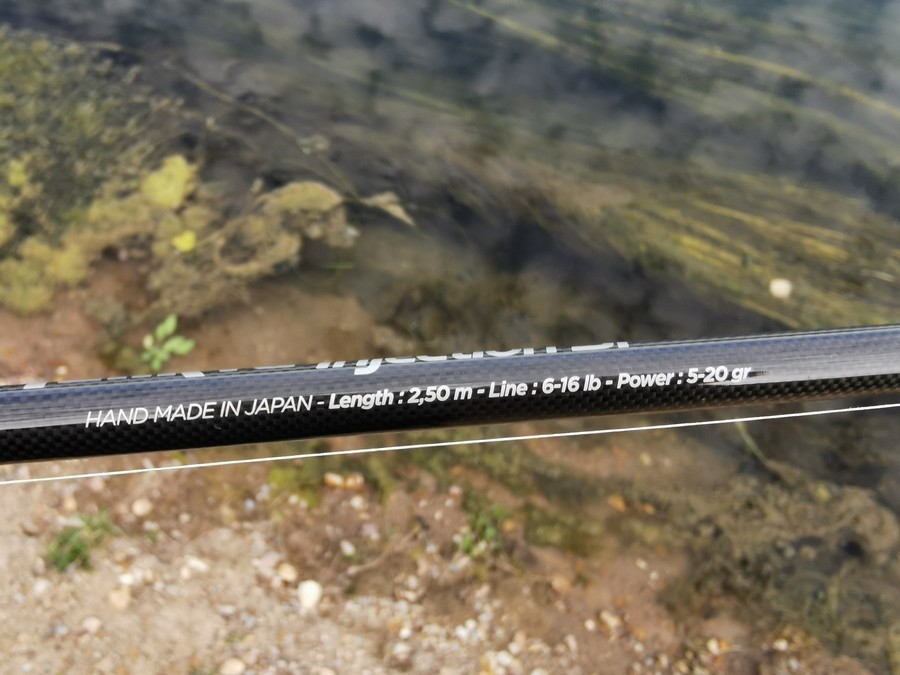 HAND MADE IN JAPAN - Length : 2,50 m - Line : 6-16 lb - Power : 5-20 gr